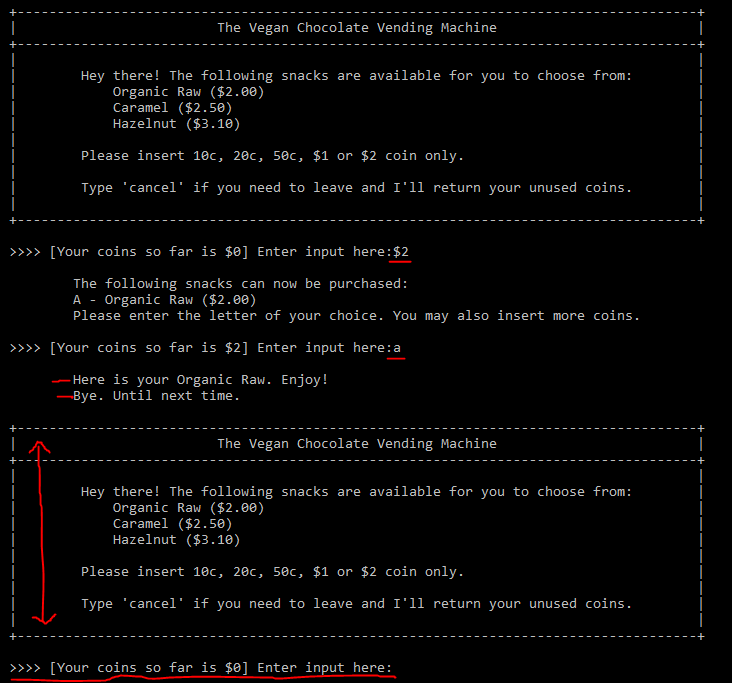 The Vegan Chocolate Vending Machine
Hey there! The following snacks are available for you to choose from:
Organic Raw ($2.00)
Caramel ($2.50)
Hazelnut ($3.10)
Please insert 10c, 20c, 50c, $1 or $2 coin only.
Type 'cancel' if you need to leave and I'll return your unused coins.
>>>> [Your coins so far is $0] Enter input here:$2
The following snacks can now be purchased:
A - Organic Raw ($2.00)
Please enter the letter of your choice. You may also insert more coins.
>>>> [Your coins so far is $2] Enter input here:a
Here is your Organic Raw. Enjoy!
Bye. Until next time.
The Vegan Chocolate Vending Machine
Hey there! The following snacks are available for you to choose from:
Organic Raw ($2.00)
Caramel ($2.50)
Hazelnut ($3.10)
Please insert 10c, 20c, 50c, $1 or $2 coin only.
Type 'cancel' if you need to leave and I'll return your unused coins.
>>>> [Your coins so far is $0] Enter input here: